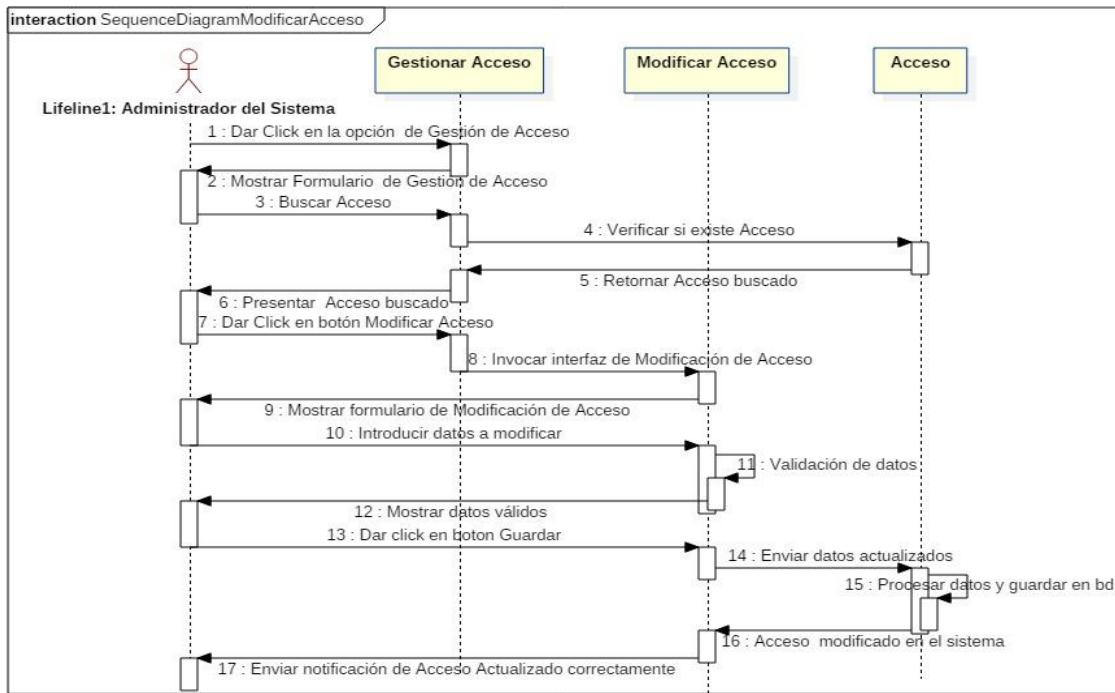 interaction SequenceDiagramModificarAcceso
Gestionar Acceso
Modificar Acceso
Acceso
Lifeline1: Administrador del Sistema
1 : Dar Click en la opción de Gestión de Acceso
2 : Mostrar Formulario de Gestión de Acceso
3 : Buscar Acceso
4 : Verificar si existe Acceso
5 : Retornar Acceso buscado
6 : Presentar Acceso buscado
7 : Dar Click en botón Modificar Acceso
8 : Invocar interfaz de Modificación de Acceso
9 : Mostrar formulario de Modificación de Acceso
10 : Introducir datos a modificar
11 : Validación de datos
12 : Mostrar datos válidos
13 : Dar click en boton Guardar
14 : Enviar datos actualizados
15 : Procesar datos y guardar en bd
16 : Acceso modificado en el sistema
17 : Enviar notificación de Acceso Actualizado correctamente